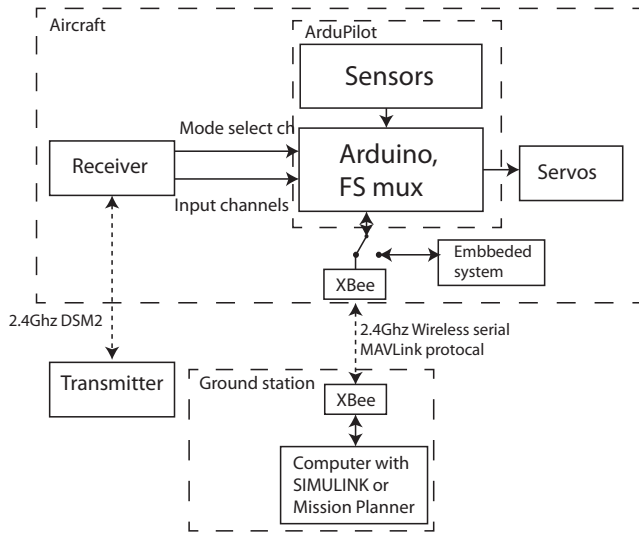 Aircraft
ArduPilot
Sensors
Mode select ch
Receiver
Arduino,
FS mux
Servos
Input channels
Embbeded
system
XBee
2.4Ghz DSM2
2.4Ghz Wireless serial
MAVLink protocal
Transmitter
Ground station
XBee
Computer with
SIMULINK or
Mission Planner